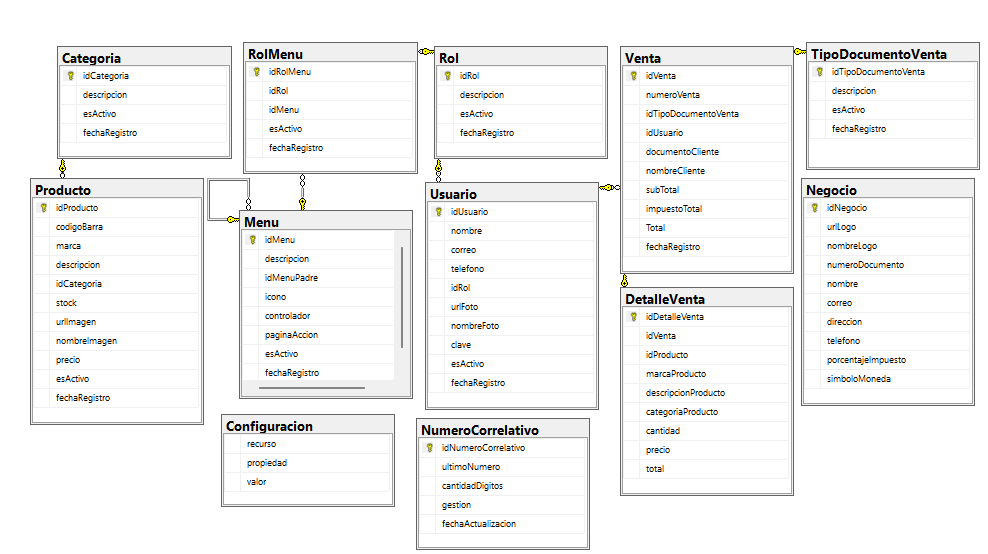 Categoria
idCategoria
descripcion
esActivo
fechaRegistro
RolMenu
idRolMenu
idRol
idMenu
esActivo
fechaRegistro
Rol
idRol
descripcion
esActivo
fechaRegistro
Venta
idVenta
numeroVenta
idTipoDocumentoVenta
idUsuario
documentoCliente
nombreCliente
subTotal
impuestoTotal
Total
fechaRegistro
TipoDocumentoVenta
idTipoDocumentoVenta
descripcion
esActivo
fechaRegistro
Producto
idProducto
codigoBarra
marca
descripcion
idCategoria
stock
urlImagen
nombreImagen
precio
esActivo
fechaRegistro
Menu
idMenu
descripcion
idMenuPadre
icono
controlador
paginaAccion
esActivo
fechaRegistro
Usuario
idUsuario
nombre
correo
telefono
idRol
urlFoto
nombreFoto
clave
esActivo
fechaRegistro
Negocio
idNegocio
urlLogo
nombreLogo
numeroDocumento
nombre
correo
direccion
telefono
porcentajeImpuesto
simboloMoneda
DetalleVenta
idDetalleVenta
idVenta
idProducto
marcaProducto
descripcionProducto
categoriaProducto
cantidad
precio
total
Configuracion
recurso
propiedad
valor
NumeroCorrelativo
idNumeroCorrelativo
ultimoNumero
cantidadDigitos
gestion
fechaActualizacion